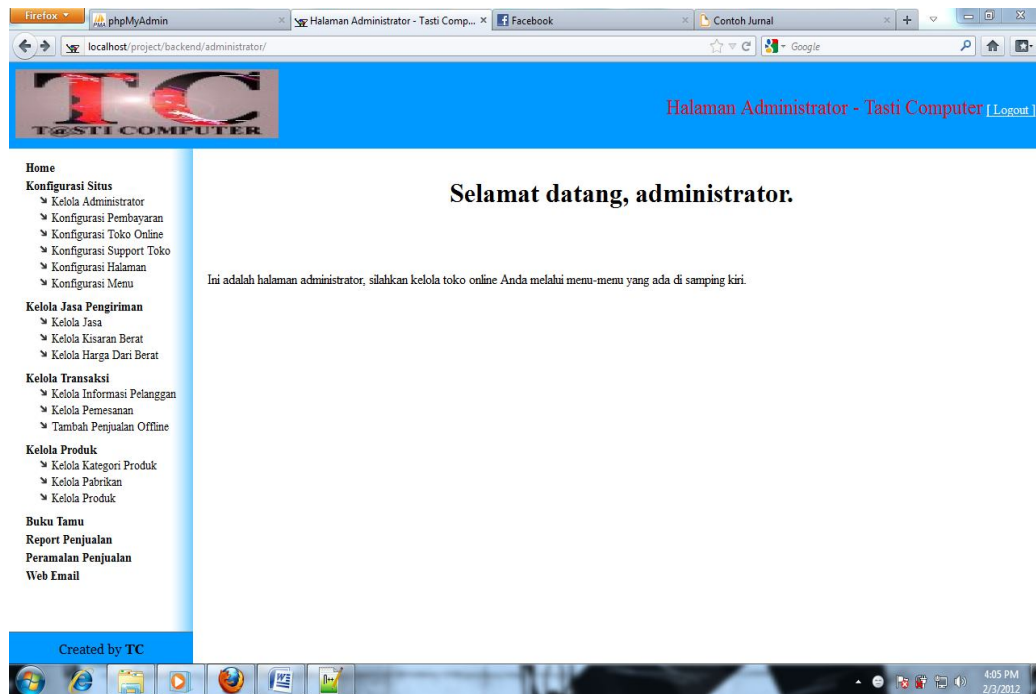 Firefox
phpMyAdmin
Halaman Administrator - Tasti Comp...
Facebook
Contoh Jurnal
localhost/project/backend/administrator/
Google
TC
T@STI COMPUTER
Halaman Administrator - Tasti Computer [ Logout ]
Home
Konfigurasi Situs
Kelola Administrator
Konfigurasi Pembayaran
Konfigurasi Toko Online
Konfigurasi Support Toko
Konfigurasi Halaman
Konfigurasi Menu
Kelola Jasa Pengiriman
Kelola Jasa
Kelola Kisaran Berat
Kelola Harga Dari Berat
Kelola Transaksi
Kelola Informasi Pelanggan
Kelola Pemesanan
Tambah Penjualan Offline
Kelola Produk
Kelola Kategori Produk
Kelola Pabrikan
Kelola Produk
Buku Tamu
Report Penjualan
Peramalan Penjualan
Web Email
Selamat datang, administrator.
Ini adalah halaman administrator, silahkan kelola toko online Anda melalui menu-menu yang ada di samping kiri.
Created by TC
4:05 PM
2/3/2012